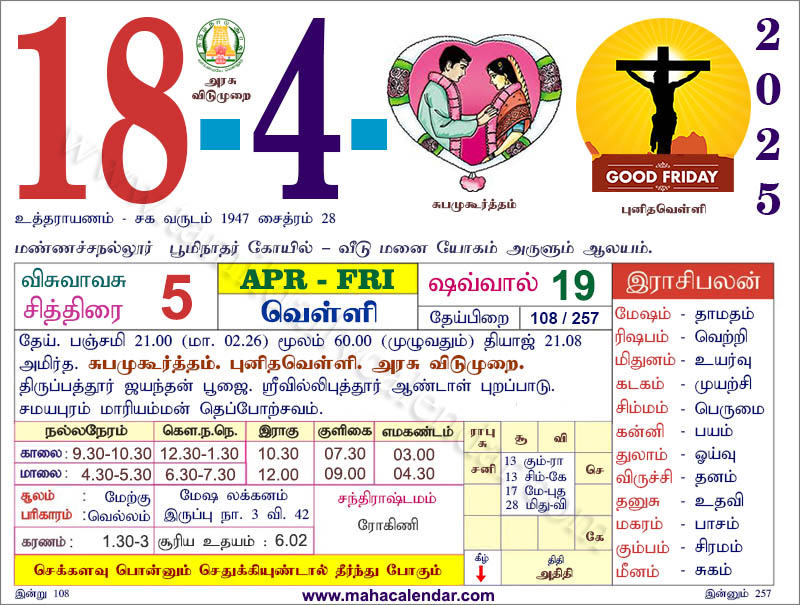 18-4-
2025
அரசு
விடுமுறை
சுபமுகூர்த்தம்
GOOD FRIDAY
புனிதவெள்ளி
உத்தராயணம் - சக வருடம் 1947 சைத்ரம் 28
மண்ணச்சநல்லூர் பூமிநாதர் கோயில் – வீடு மனை யோகம் அருளும் ஆலயம்.
விசுவாவசு
சித்திரை 5
APR - FRI
வெள்ளி
ஷவ்வால் 19
தேய்பிறை 108 / 257
தேய். பஞ்சமி 21.00 (மா. 02.26) மூலம் 60.00 (முழுவதும்) தியாஜ் 21.08
அமிர்த. சுபமுகூர்த்தம். புனிதவெள்ளி. அரசு விடுமுறை.
திருப்பத்தூர் ஜயந்தன் பூஜை. ஸ்ரீவில்லிபுத்தூர் ஆண்டாள் புறப்பாடு.
சமயபுரம் மாரியம்மன் தெப்போற்சவம்.
இராசிபலன்
மேஷம் - தாமதம்
ரிஷபம் - வெற்றி
மிதுனம் - உயர்வு
கடகம் - முயற்சி
சிம்மம் - பெருமை
கன்னி - பயம்
துலாம் - ஓய்வு
விருச்சி - தனம்
தனுசு - உதவி
மகரம் - பாசம்
கும்பம் - சிரமம்
மீனம் - சுகம்
நல்லநேரம் கௌ.ந.நெ. இராகு குளிகை எமகண்டம்
காலை: 9.30-10.30 12.30-1.30 10.30 07.30 03.00
மாலை: 4.30-5.30 6.30-7.30 12.00 09.00 04.30
சூலம் : மேற்கு
பரிகாரம் : வெல்லம்
மேஷ லக்கனம்
இருப்பு நா. 3 வி. 42
சந்திராஷ்டமம்
ரோகிணி
கரணம் : 1.30-3 சூரிய உதயம் : 6.02
ராபு
சு
சூ
வி
சனி
13 கும்-ரா
13 சிம்-கே
17 மே-புத
28 மிது-வி
செ
கே
கீழ்
திதி
அதிதி
செக்களவு பொன்னும் செதுக்கியுண்டால் தீர்ந்து போகும்
இன்று 108
www.mahacalendar.com
இன்னும் 257